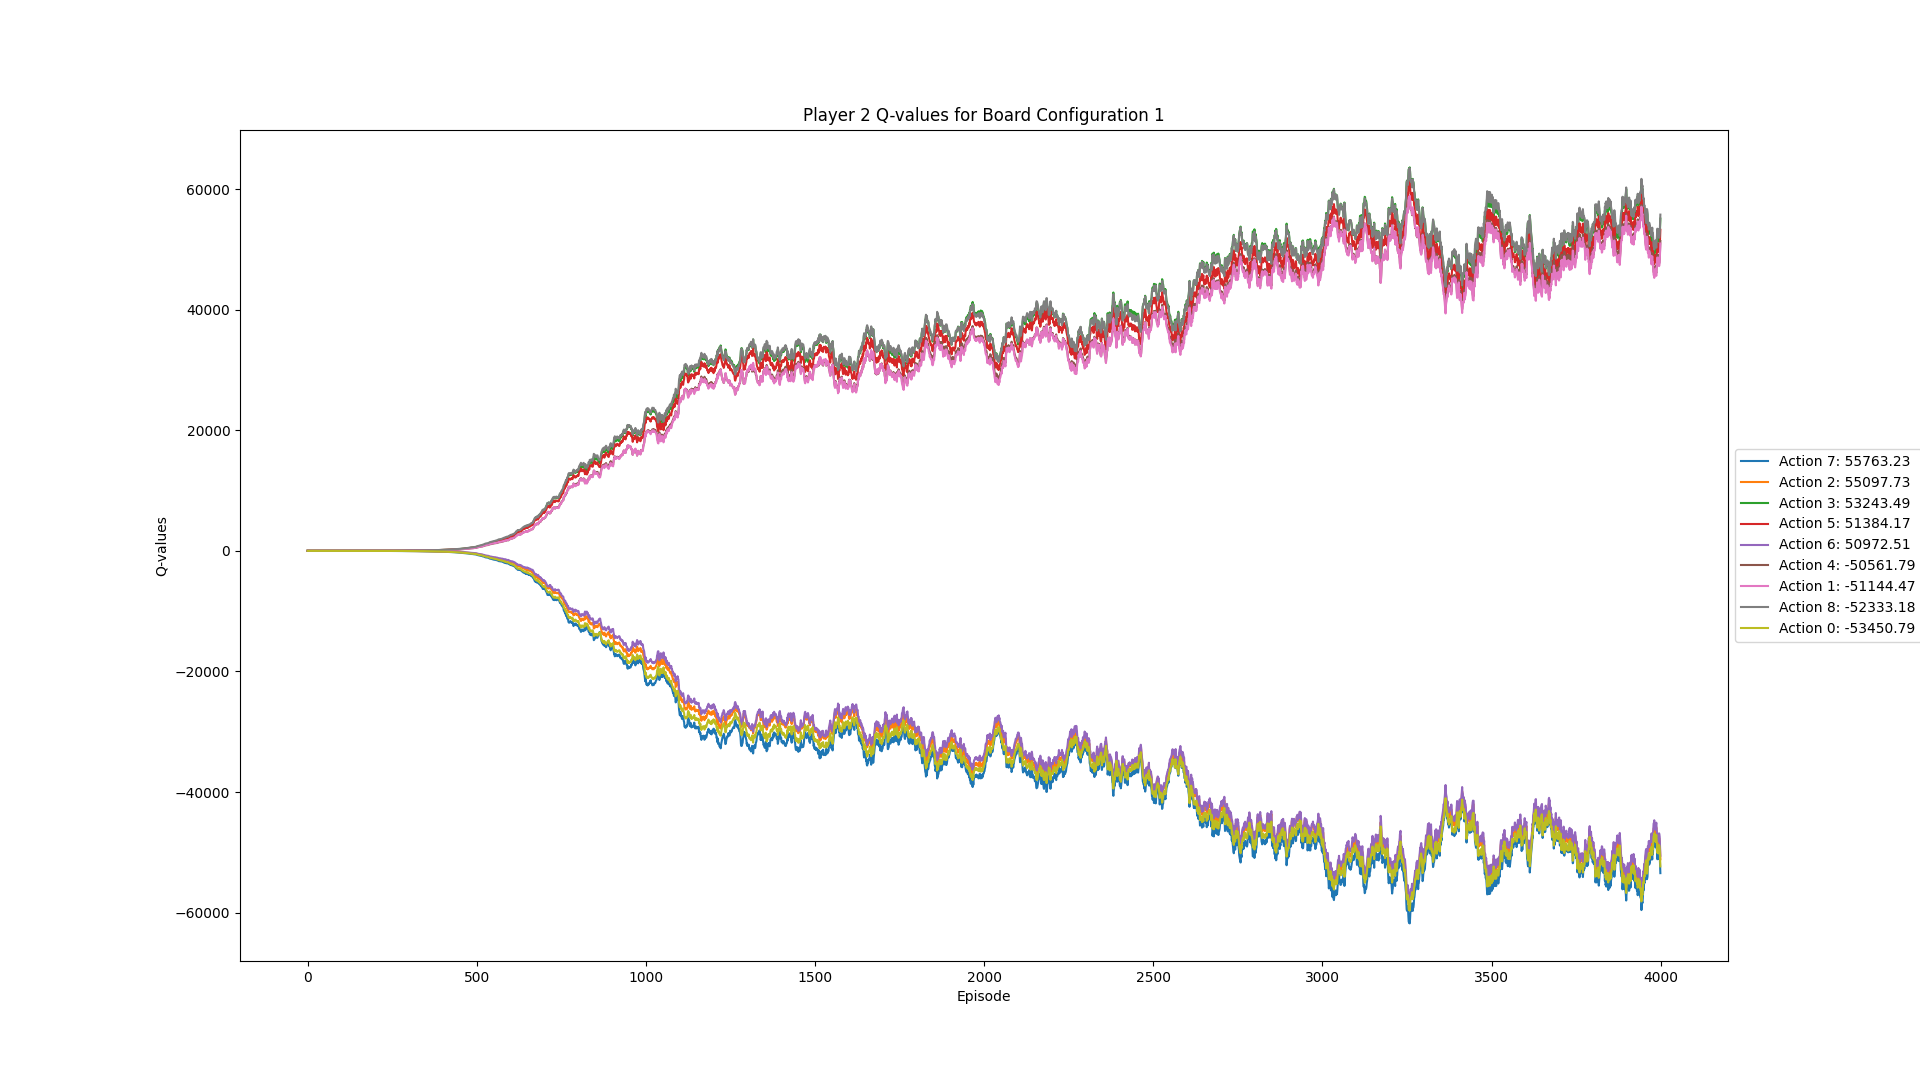 Player 2 Q-values for Board Configuration 1
60000
40000
20000
0
−20000
−40000
−60000
Q-values
0
500
1000
1500
2000
2500
3000
3500
4000
Episode
Action 7: 55763.23
Action 2: 55097.73
Action 3: 53243.49
Action 5: 51384.17
Action 6: 50972.51
Action 4: -50561.79
Action 1: -51144.47
Action 8: -52333.18
Action 0: -53450.79